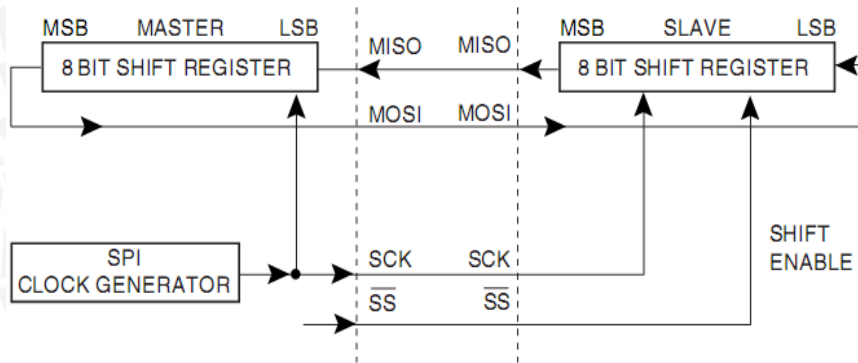 MSB MASTER LSB
8 BIT SHIFT REGISTER
MISO MISO
MSB SLAVE LSB
8 BIT SHIFT REGISTER
MOSI MOSI
SPI
CLOCK GENERATOR
SCK SCK
SS SS
SHIFT
ENABLE